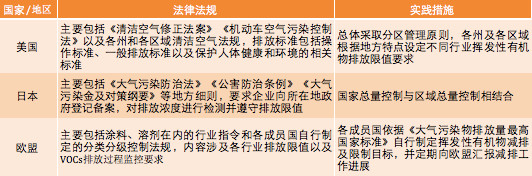 国家/地区
法律法规
实践措施
美国
主要包括《清洁空气修正法案》《机动车空气污染控制
法》以及各州和各区域清洁空气法规，排放标准包括操
作标准、一般排放标准以及保护人体健康和环境的相关
标准
总体采取分区管理原则，各州及各区域
根据地方特点设定不同行业挥发性有机
物排放限值要求
日本
主要包括《大气污染防治法》《公害防治条例》《大气
污染金及对策纲要》等地方细则，要求企业向所在地政
府登记备案，对排放浓度进行检测并遵守排放限值
国家总量控制与区域总量控制相结合
欧盟
主要包括涂料、溶剂在内的行业指令和各成员国自行制
定的分类分级控制法规，内容涉及各行业排放限值以及
VOCs排放过程监控要求
各成员国依据《大气污染物排放量最高
国家标准》自行制定挥发性有机物减排
及限制目标，并定期向欧盟汇报减排工
作进展